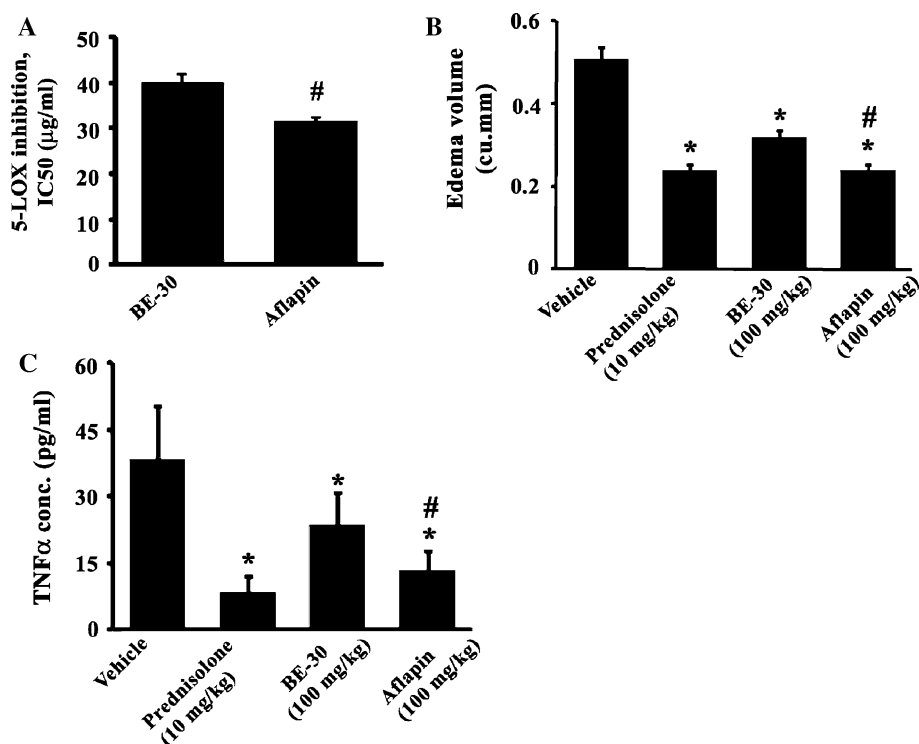 A
5-LOX inhibition,
IC50 (μg/ml)
50
40
30
20
10
0
#
BE-30
Aflapin
B
Edema volume
(cu.mm)
0.6
0.4
0.2
0
*
*
#
*
Vehicle
Prednisolone
(10 mg/kg)
BE-30
(100 mg/kg)
Aflapin
(100 mg/kg)
C
TNFα conc. (pg/ml)
60
45
30
15
0
*
*
#
*
Vehicle
Prednisolone
(10 mg/kg)
BE-30
(100 mg/kg)
Aflapin
(100 mg/kg)